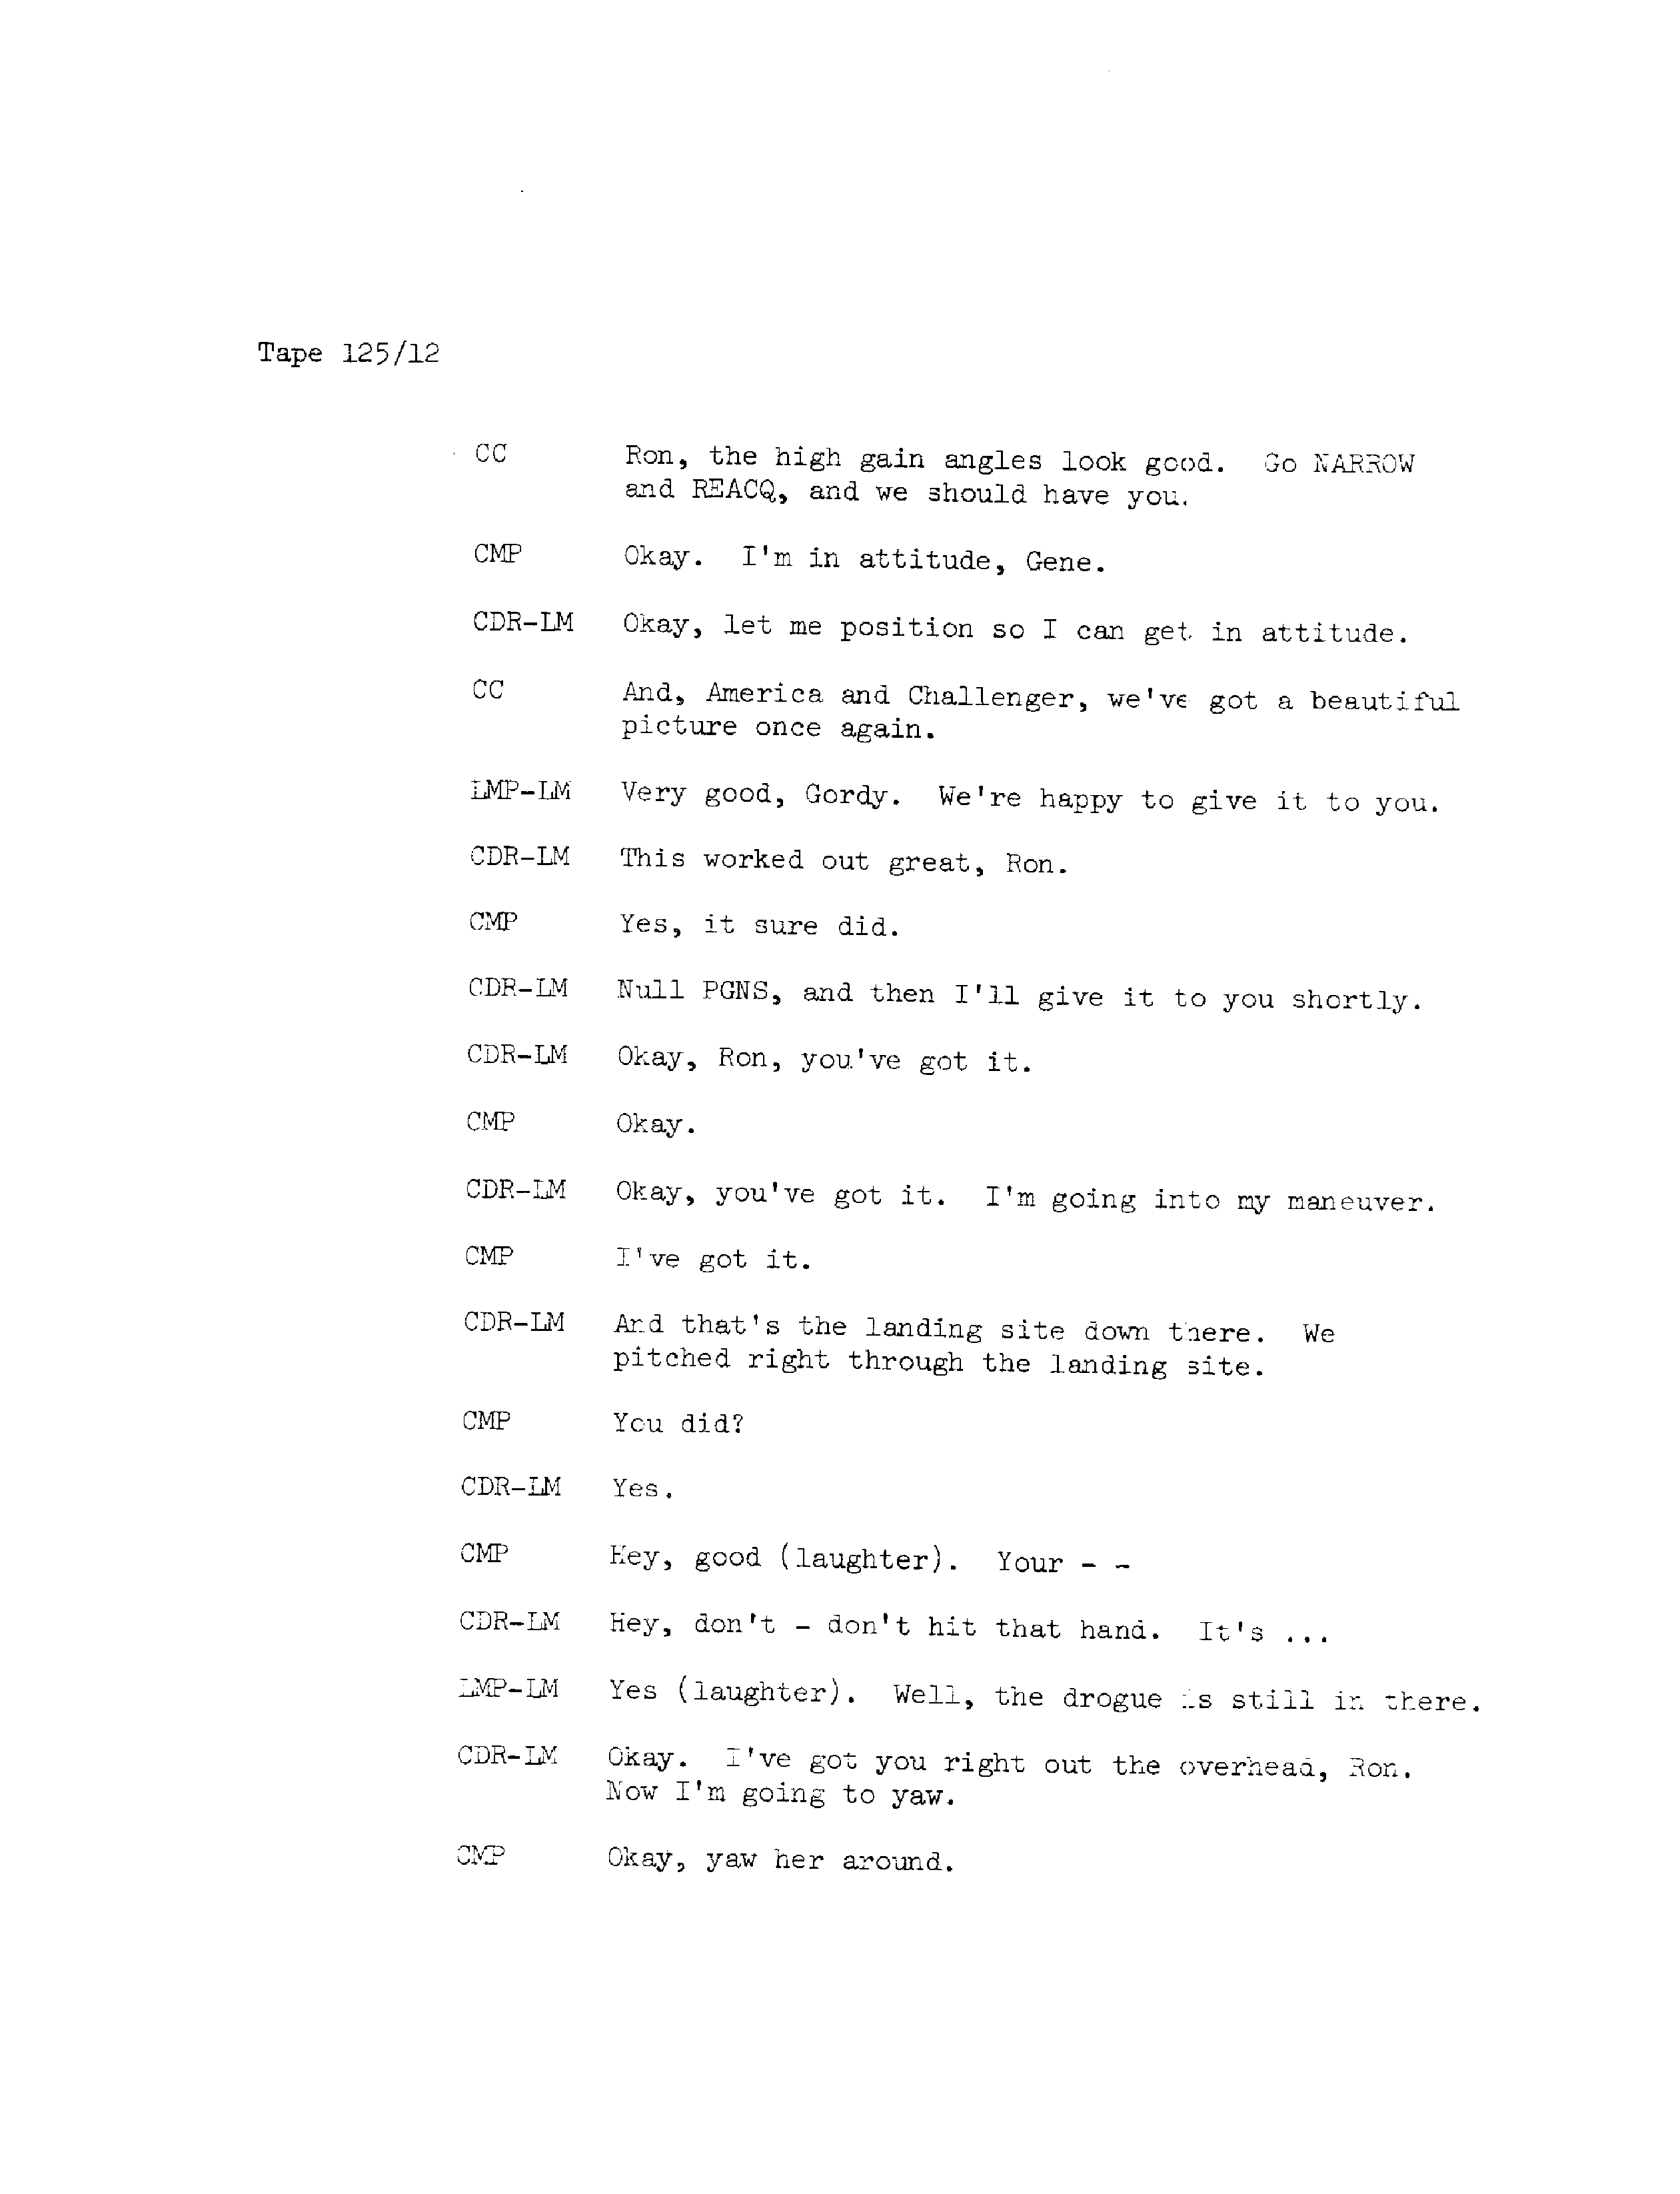 Tape 125/12
CC Ron, the high gain angles look good. Go NARROW
and REACQ, and we should have you.
CMP Okay. I'm in attitude, Gene.
CDR-LM Okay, let me position so I can get in attitude.
CC And, America and Challenger, we've got a beautiful
picture once again.
LMP-LM Very good, Gordy. We're happy to give it to you.
CDR-LM This worked out great, Ron.
CMP Yes, it sure did.
CDR-LM Null PGNS, and then I'll give it to you shortly.
CDR-LM Okay, Ron, you've got it.
CMP Okay.
CDR-LM Okay, you've got it. I'm going into my maneuver.
CMP I've got it.
CDR-LM And that's the landing site down there. We
pitched right through the landing site.
CMP You did?
CDR-LM Yes.
CMP Hey, good (laughter). Your - -
CDR-LM Hey, don't - don't hit that hand. It's ...
LMP-LM Yes (laughter). Well, the drogue is still in there.
CDR-LM Okay. I've got you right out the overhead, Ron.
Now I'm going to yaw.
CMP Okay, yaw her around.